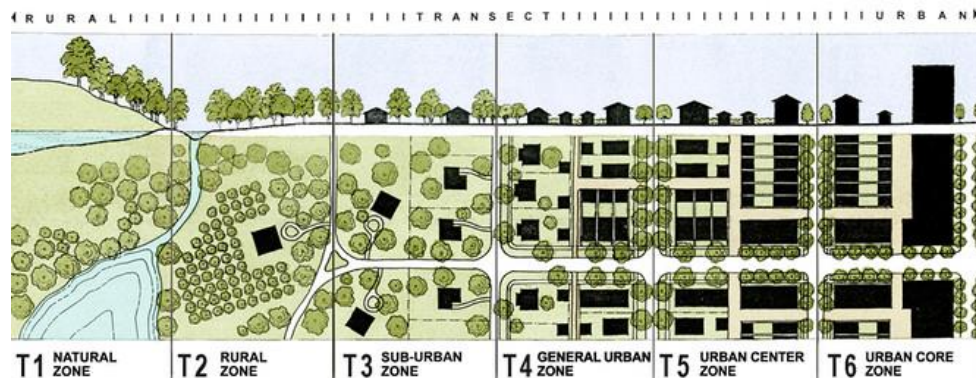 RURAL I I I I I I I I I I I I I T R A N S E C T I I I I I I I I I I I I I I I URBAN
T1 NATURAL ZONE
T2 RURAL ZONE
T3 SUB-URBAN ZONE
T4 GENERAL URBAN ZONE
T5 URBAN CENTER ZONE
T6 URBAN CORE ZONE